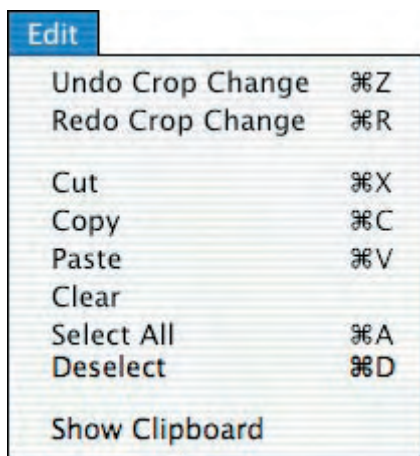 Edit
Undo Crop Change ⌘Z
Redo Crop Change ⌘R
Cut ⌘X
Copy ⌘C
Paste ⌘V
Clear
Select All ⌘A
Deselect ⌘D
Show Clipboard